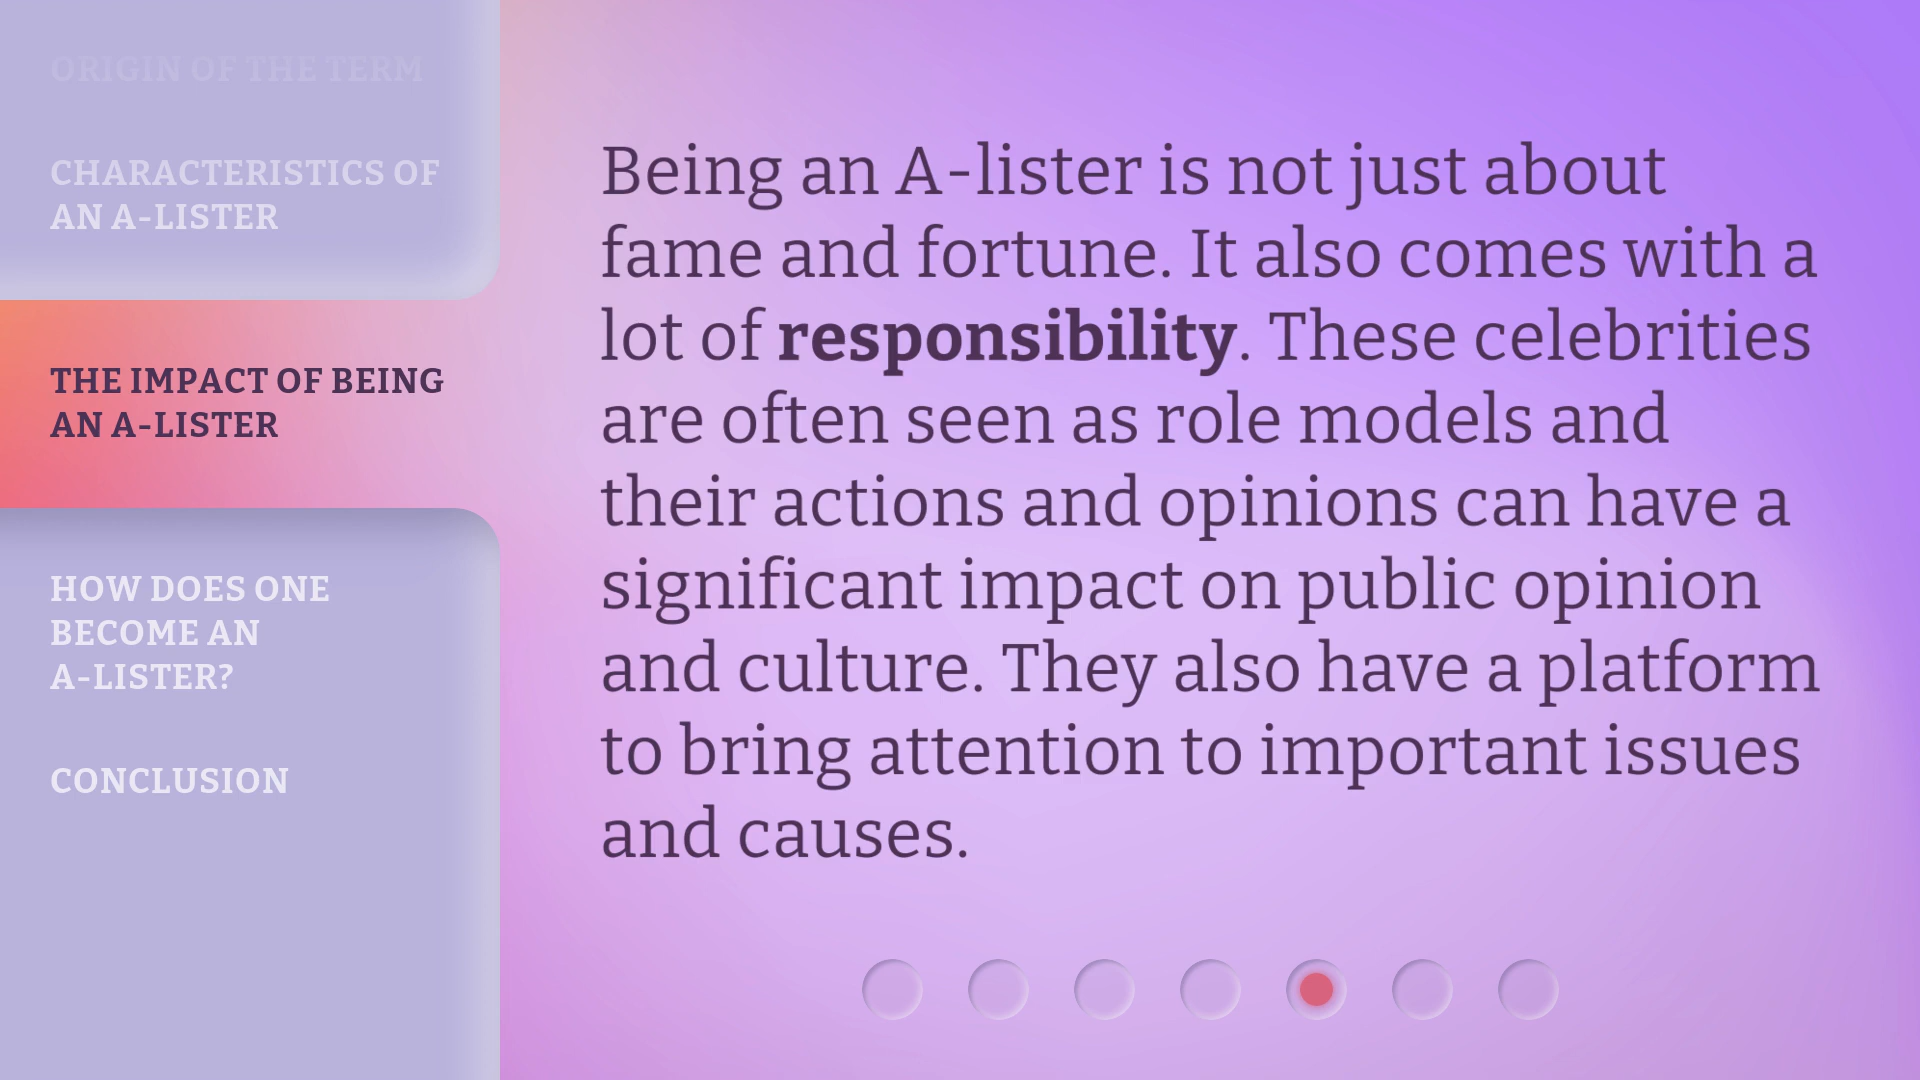 ORIGIN OF THE TERM
CHARACTERISTICS OF
AN A-LISTER
THE IMPACT OF BEING
AN A-LISTER
HOW DOES ONE
BECOME AN
A-LISTER?
CONCLUSION
Being an A-lister is not just about
fame and fortune. It also comes with a
lot of responsibility. These celebrities
are often seen as role models and
their actions and opinions can have a
significant impact on public opinion
and culture. They also have a platform
to bring attention to important issues
and causes.